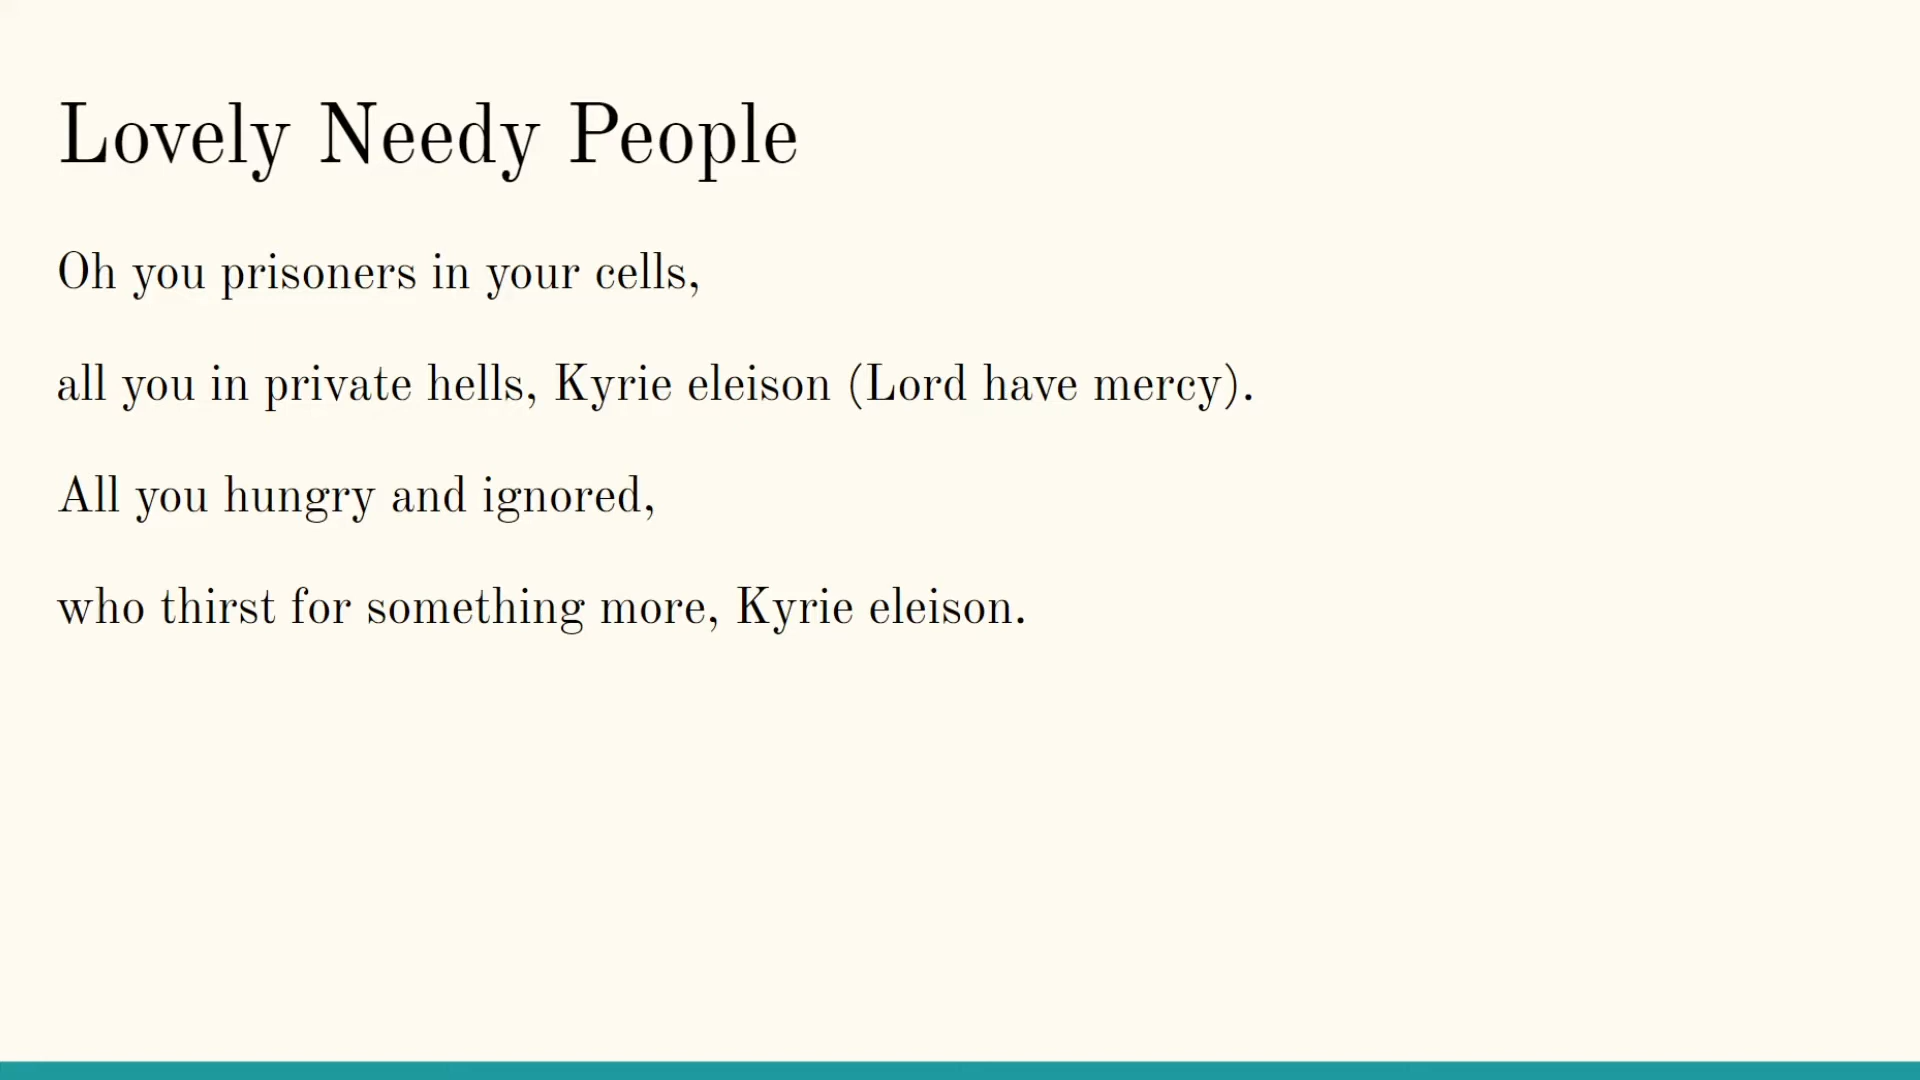 Lovely Needy People
Oh you prisoners in your cells,
all you in private hells, Kyrie eleison (Lord have mercy).
All you hungry and ignored,
who thirst for something more, Kyrie eleison.